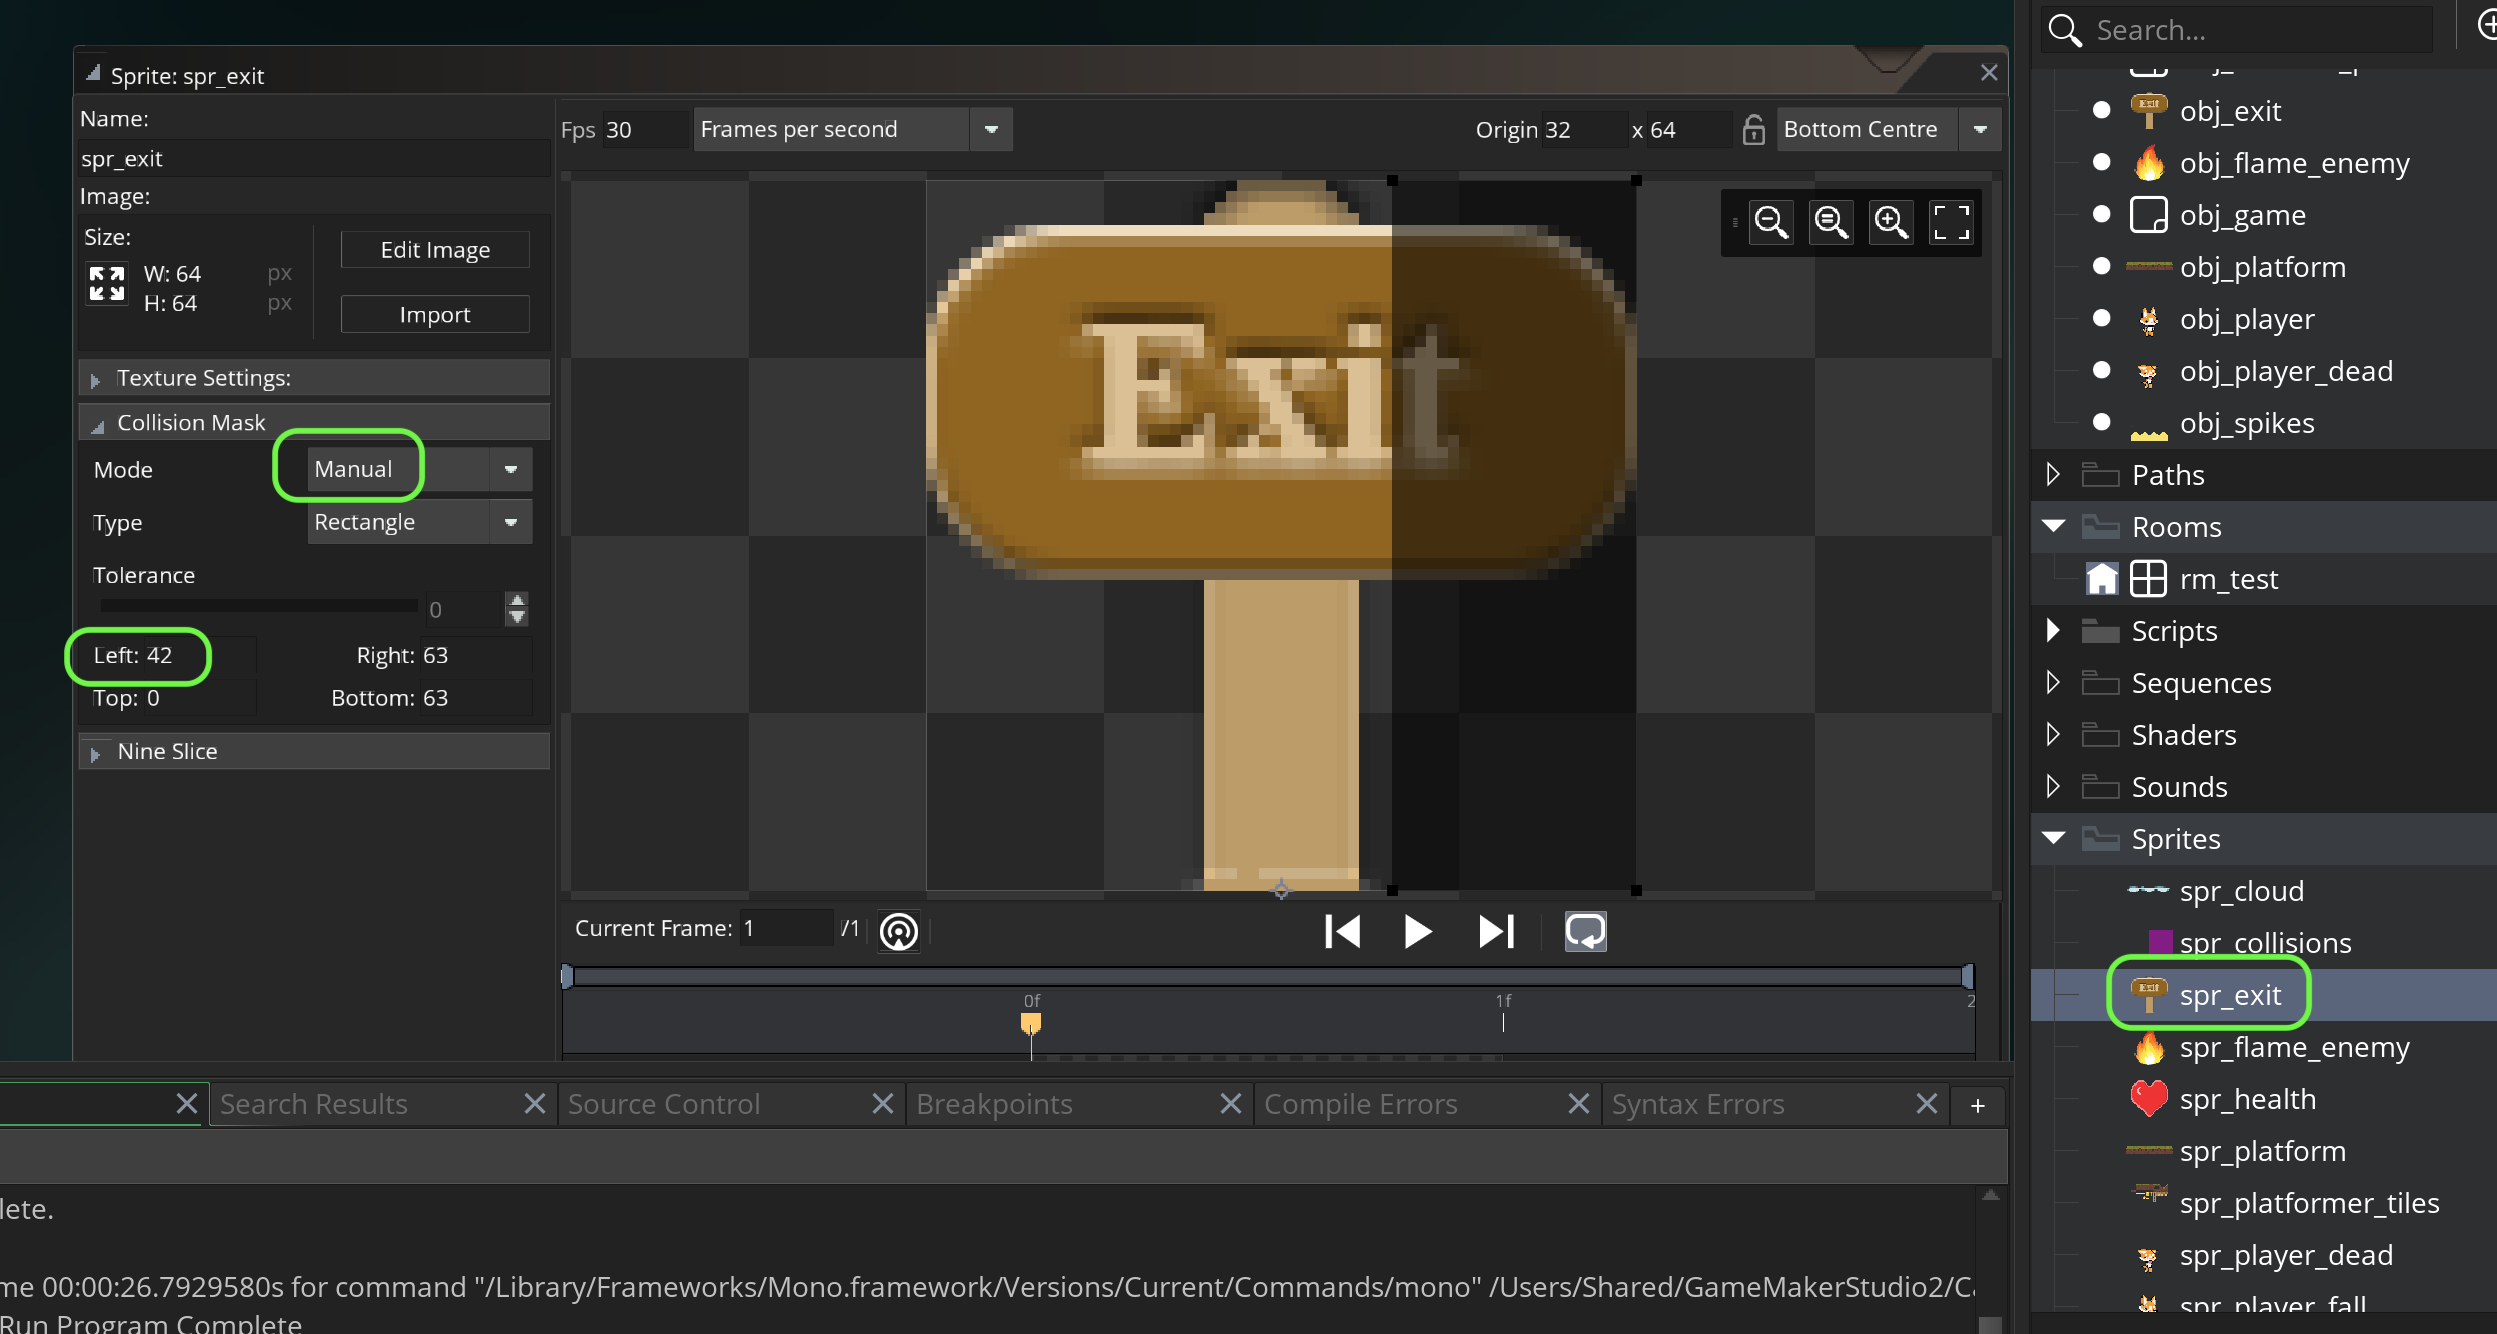 Sprite: spr_exit
Name:
spr_exit
Image:
Size:
W: 64 px
H: 64 px
Edit Image
Import
Texture Settings:
Collision Mask
Mode Manual
Type Rectangle
Tolerance
0
Left: 42 Right: 63
Top: 0 Bottom: 63
Nine Slice
Fps 30 Frames per second
Origin 32 x 64 Bottom Centre
Exit
Current Frame: 1 /1
0f 1f 2
Search Results Source Control Breakpoints Compile Errors Syntax Errors +
lete.
me 00:00:26.7929580s for command "/Library/Frameworks/Mono.framework/Versions/Current/Commands/mono" /Users/Shared/GameMakerStudio2/Ca
Run Program Complete
Search...
obj_exit
obj_flame_enemy
obj_game
obj_platform
obj_player
obj_player_dead
obj_spikes
Paths
Rooms
rm_test
Scripts
Sequences
Shaders
Sounds
Sprites
spr_cloud
spr_collisions
spr_exit
spr_flame_enemy
spr_health
spr_platform
spr_platformer_tiles
spr_player_dead
spr_player_fall